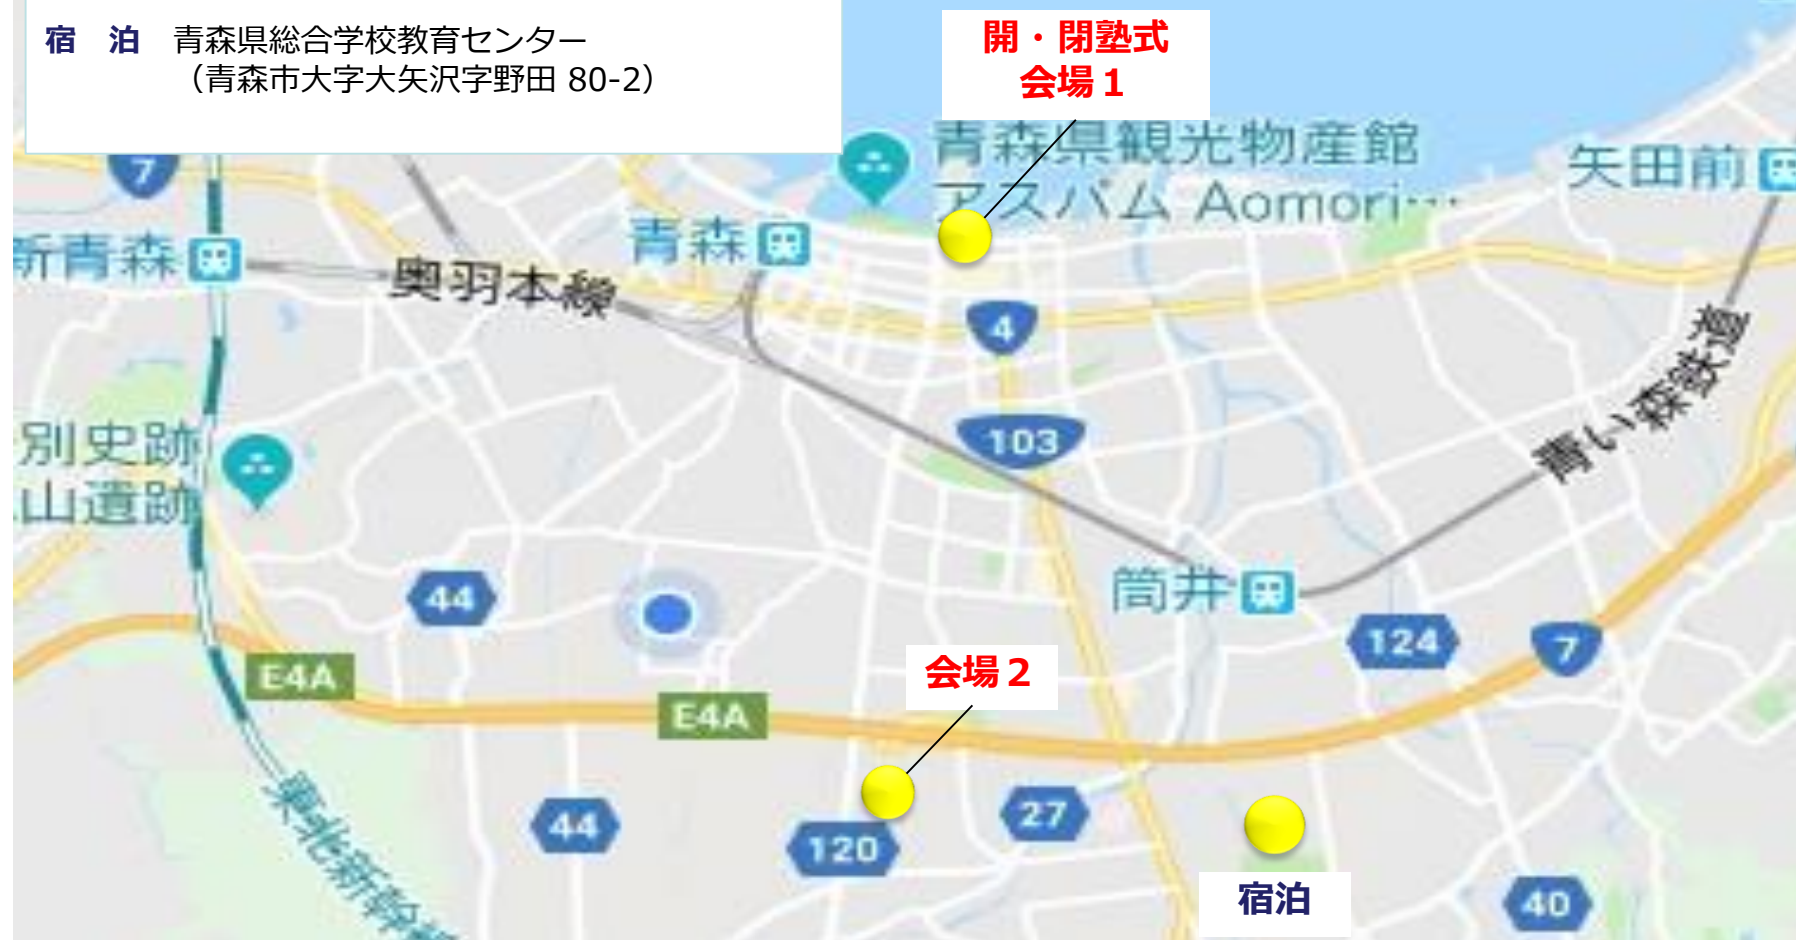 宿　泊　青森県総合学校教育センター
（青森市大字大矢沢字野田 80-2）
開・閉塾式
会場１
青森県観光物産館
アスパム Aomori…
矢田前
7
新青森
青森
奥羽本線
4
103
青い森鉄道
別史跡
山遺跡
44
筒井
124
7
会場２
E4A
E4A
44
120
27
東北新幹線
宿泊
40